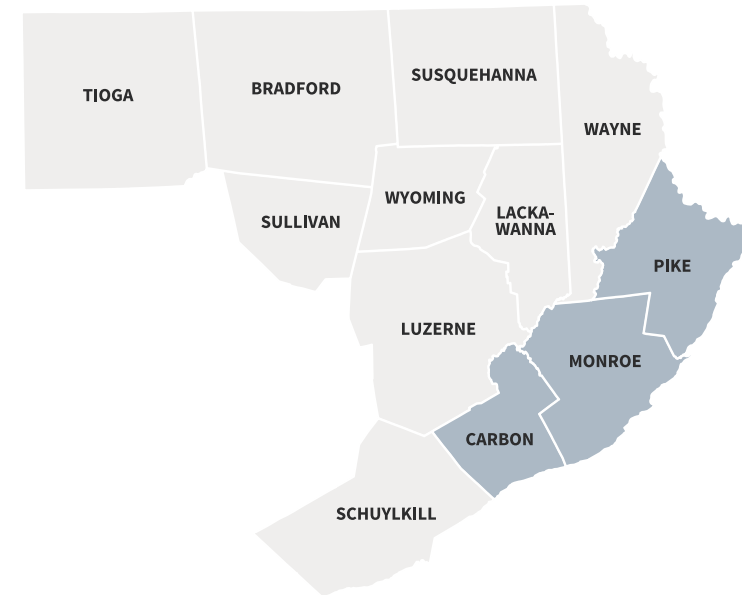 TIOGA
BRADFORD
SUSQUEHANNA
WAYNE
SULLIVAN
WYOMING
LACKA-
WANNA
PIKE
LUZERNE
MONROE
CARBON
SCHUYLKILL